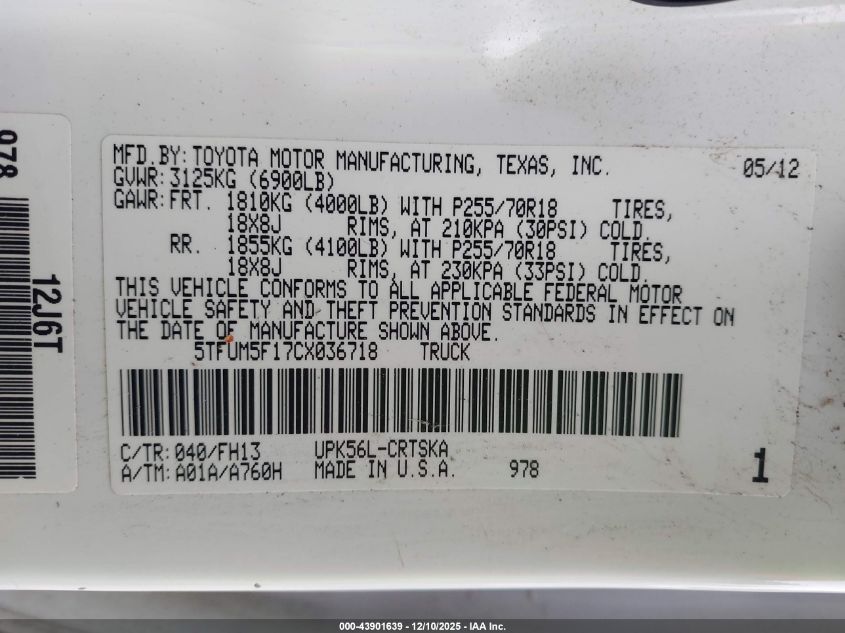 978
12J6T
MFD.BY:TOYOTA MOTOR MANUFACTURING, TEXAS, INC. 05/12
GVWR:3125KG (6900LB)
GAWR:FRT. 1810KG (4000LB) WITH P255/70R18 TIRES,
18X8J RIMS, AT 210KPA (30PSI) COLD.
RR. 1855KG (4100LB) WITH P255/70R18 TIRES,
18X8J RIMS, AT 230KPA (33PSI) COLD.
THIS VEHICLE CONFORMS TO ALL APPLICABLE FEDERAL MOTOR
VEHICLE SAFETY AND THEFT PREVENTION STANDARDS IN EFFECT ON
THE DATE OF MANUFACTURE SHOWN ABOVE.
5TFUM5F17CX036718 TRUCK
C/TR:040/FH13 UPK56L-CRTSKA
A/TM:A01A/A760H MADE IN U.S.A. 978 1
000-43901639 - 12/10/2025 - IAA Inc.